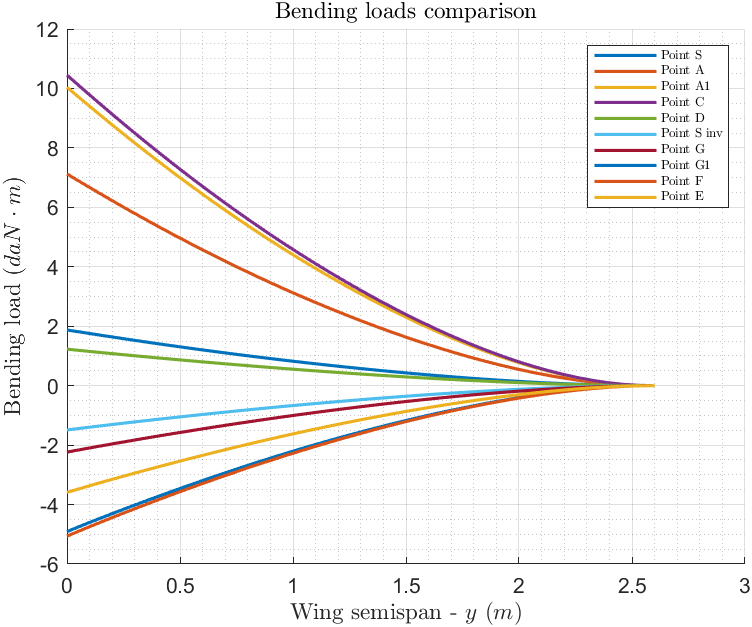 Bending loads comparison
12
10
8
6
4
2
0
-2
-4
-6
Bending load (daN · m)
Point S
Point A
Point A1
Point C
Point D
Point S inv
Point G
Point G1
Point F
Point E
0 0.5 1 1.5 2 2.5 3
Wing semispan - y (m)